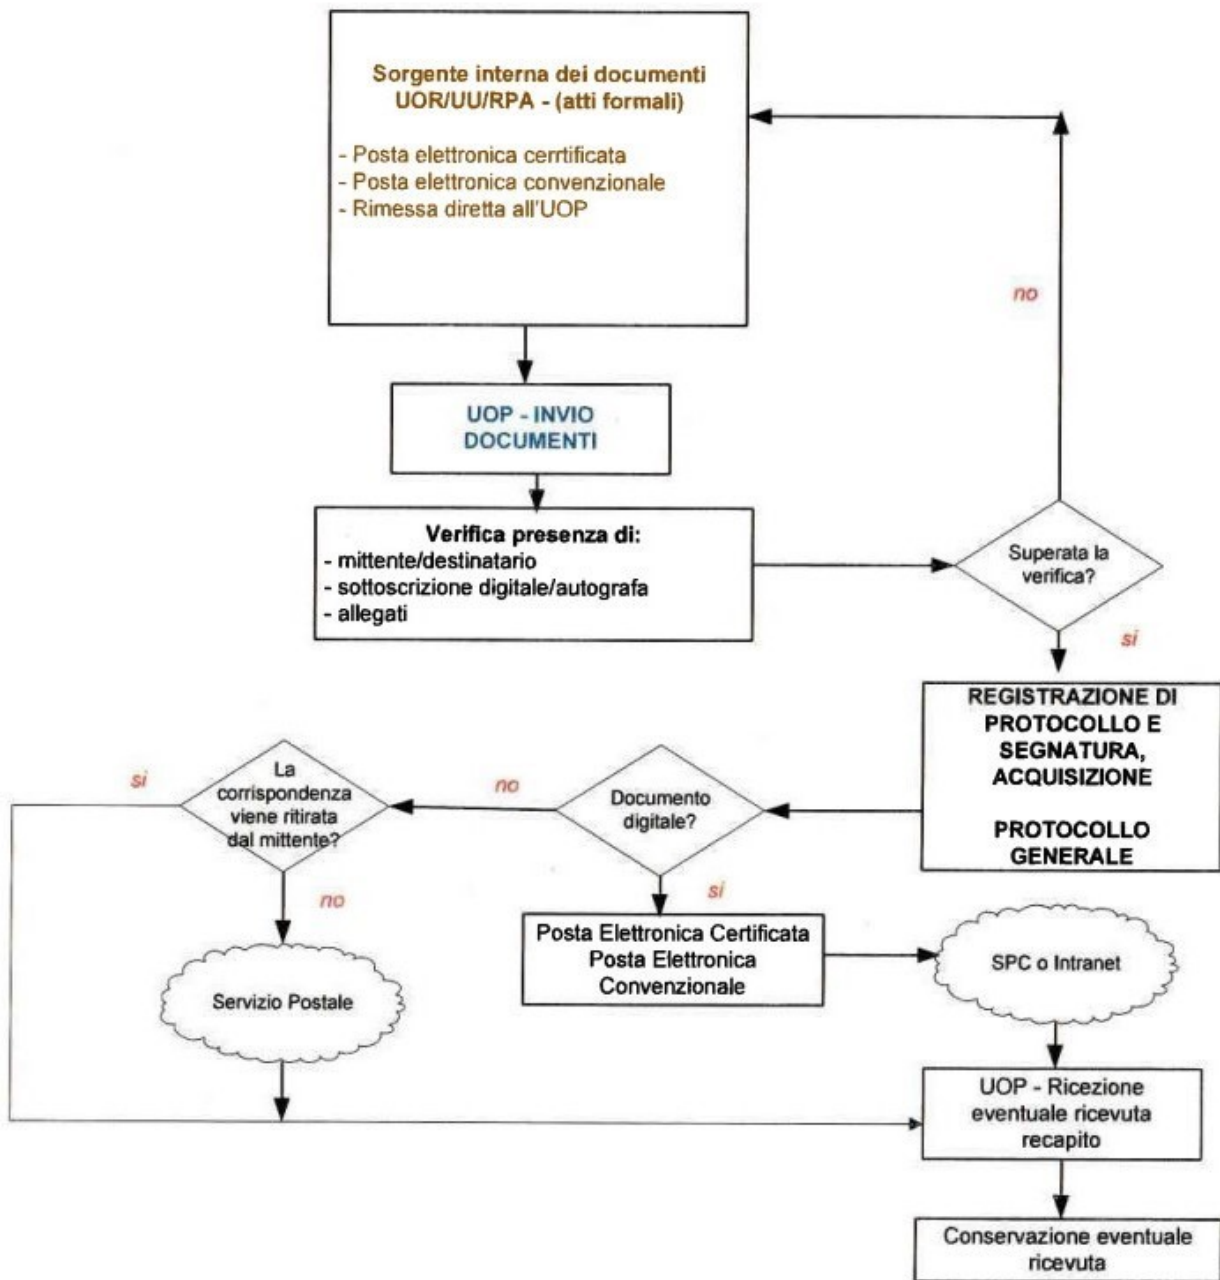 Sorgente interna dei documenti
UOR/UU/RPA - (atti formali)
- Posta elettronica cerrtificata
- Posta elettronica convenzionale
- Rimessa diretta all'UOP
no
UOP - INVIO
DOCUMENTI
Verifica presenza di:
- mittente/destinatario
- sottoscrizione digitale/autografa
- allegati
Superata la
verifica?
si
REGISTRAZIONE DI
PROTOCOLLO E
SEGNATURA,
ACQUISIZIONE
PROTOCOLLO
GENERALE
Documento
digitale?
no
La
corrispondenza
viene ritirata
dal mittente?
si
no
si
Posta Elettronica Certificata
Posta Elettronica
Convenzionale
SPC o Intranet
Servizio Postale
UOP - Ricezione
eventuale ricevuta
recapito
Conservazione eventuale
ricevuta